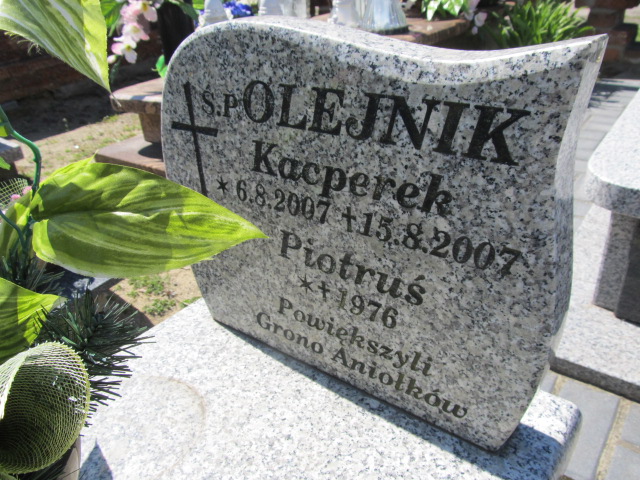 Ś.P OLEJNIK
Kacperek
* 6.8.2007 † 15.8.2007
Piotruś
*† 1976
Powiększyli
Grono Aniołków